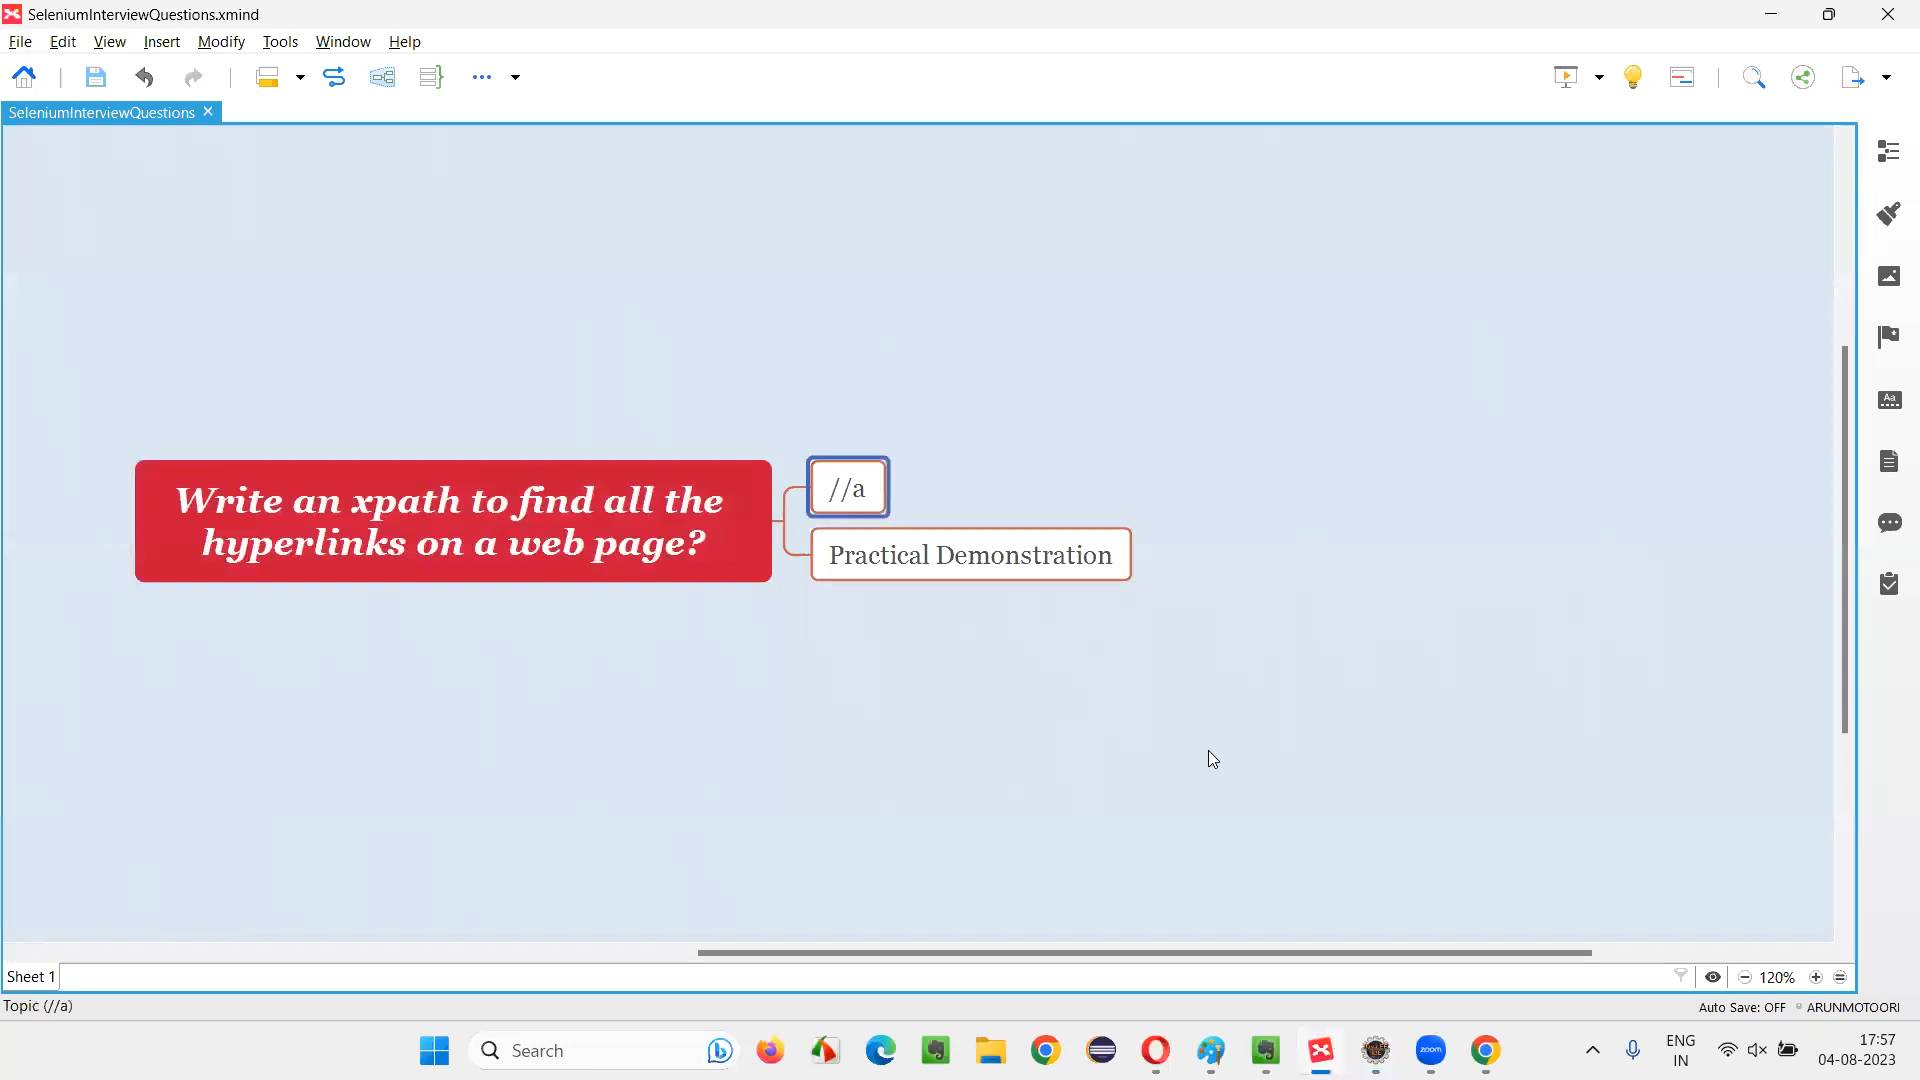 SeleniumInterviewQuestions.xmind
File Edit View Insert Modify Tools Window Help
SeleniumInterviewQuestions
Write an xpath to find all the
hyperlinks on a web page?
//a
Practical Demonstration
Aa
Sheet 1
120%
Topic (//a)
Auto Save: OFF ARUNMOTOORI
Search
zoom
ENG
IN
17:57
04-08-2023